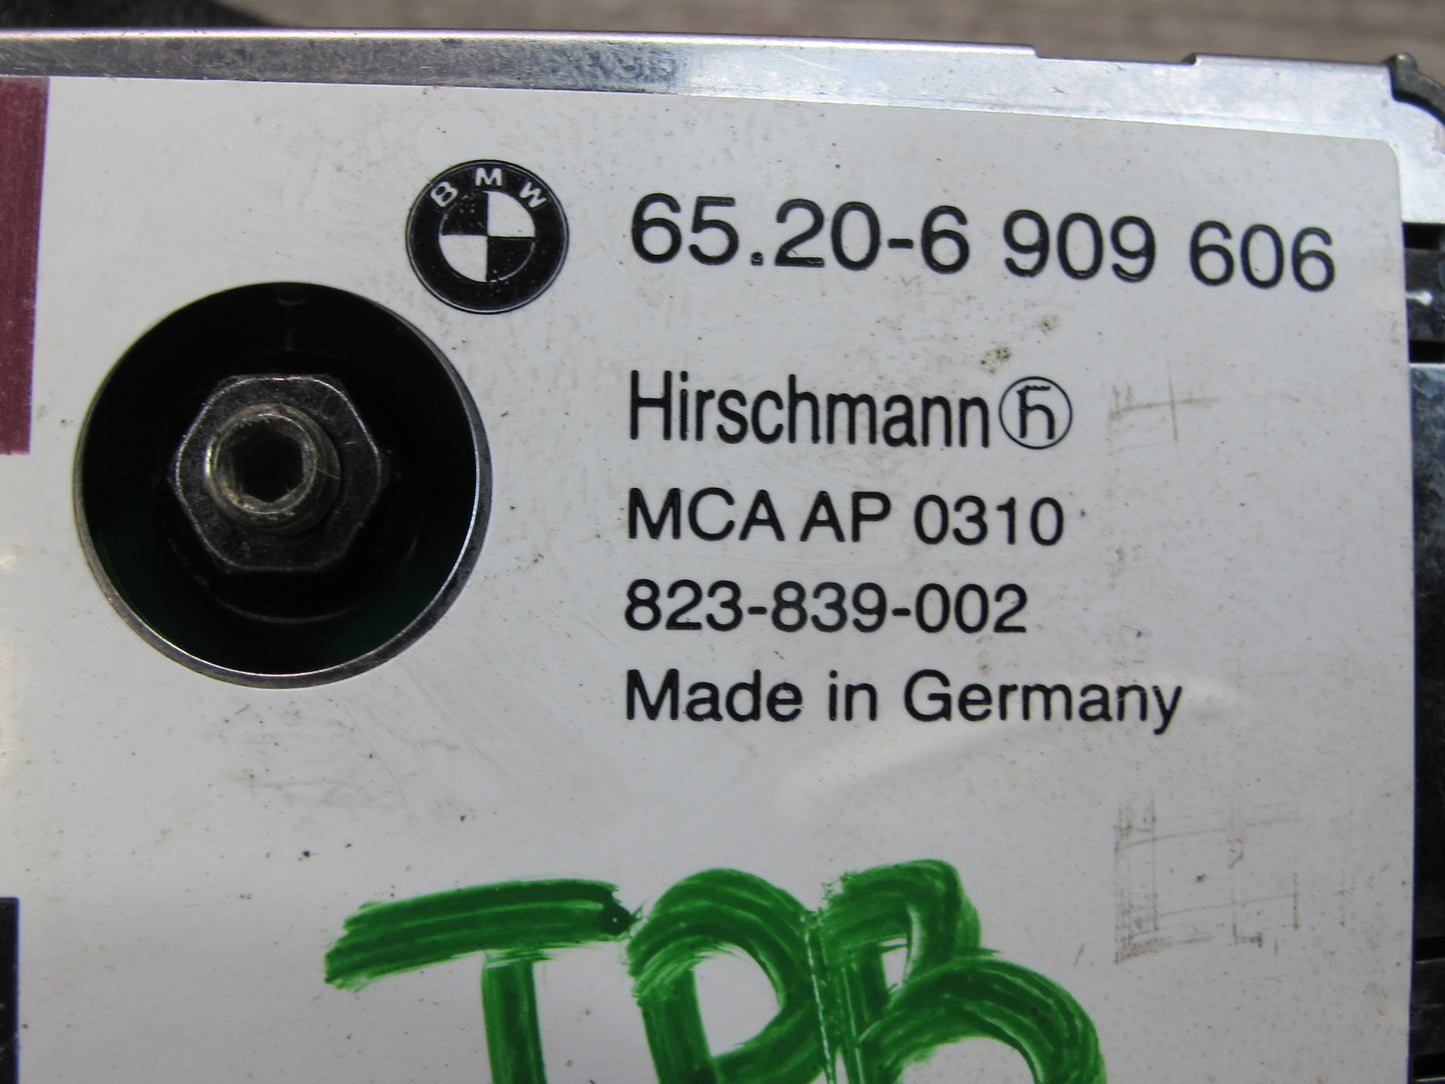 BMW 65.20-6 909 606
Hirschmann
MCA AP 0310
823-839-002
Made in Germany
TPB